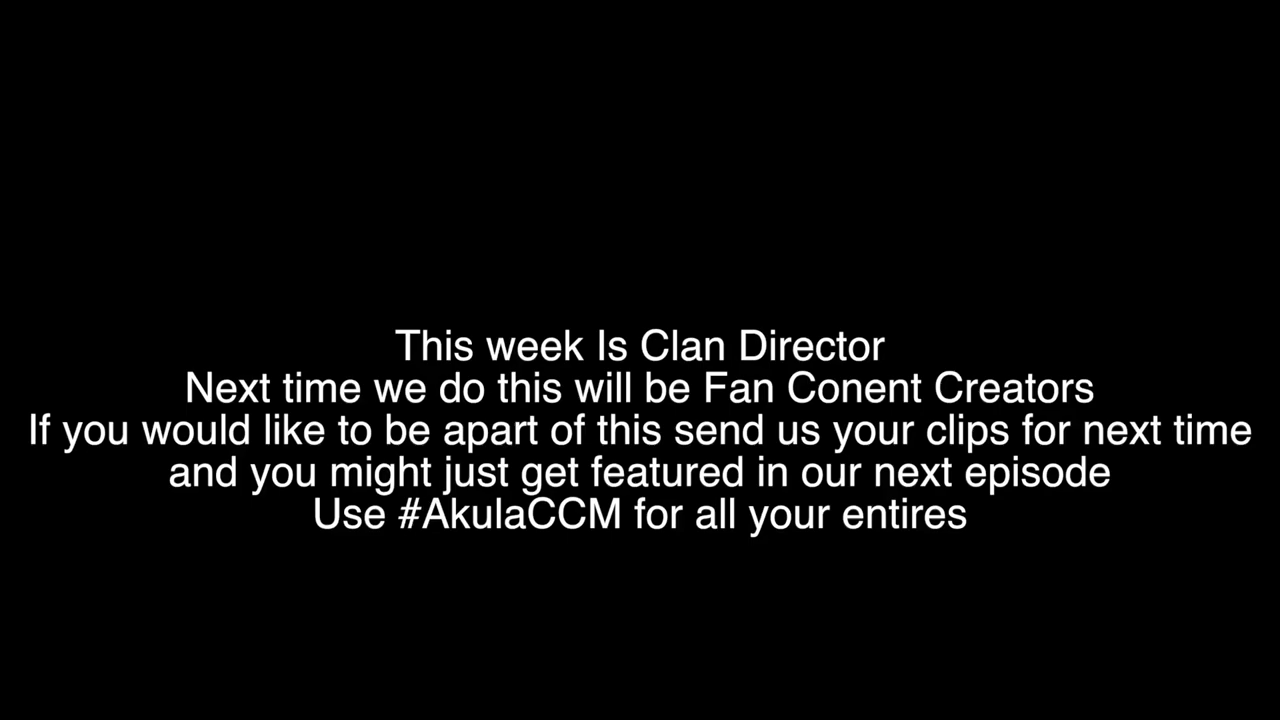 This week Is Clan Director
Next time we do this will be Fan Conent Creators
If you would like to be apart of this send us your clips for next time
and you might just get featured in our next episode
Use #AkulaCCM for all your entires